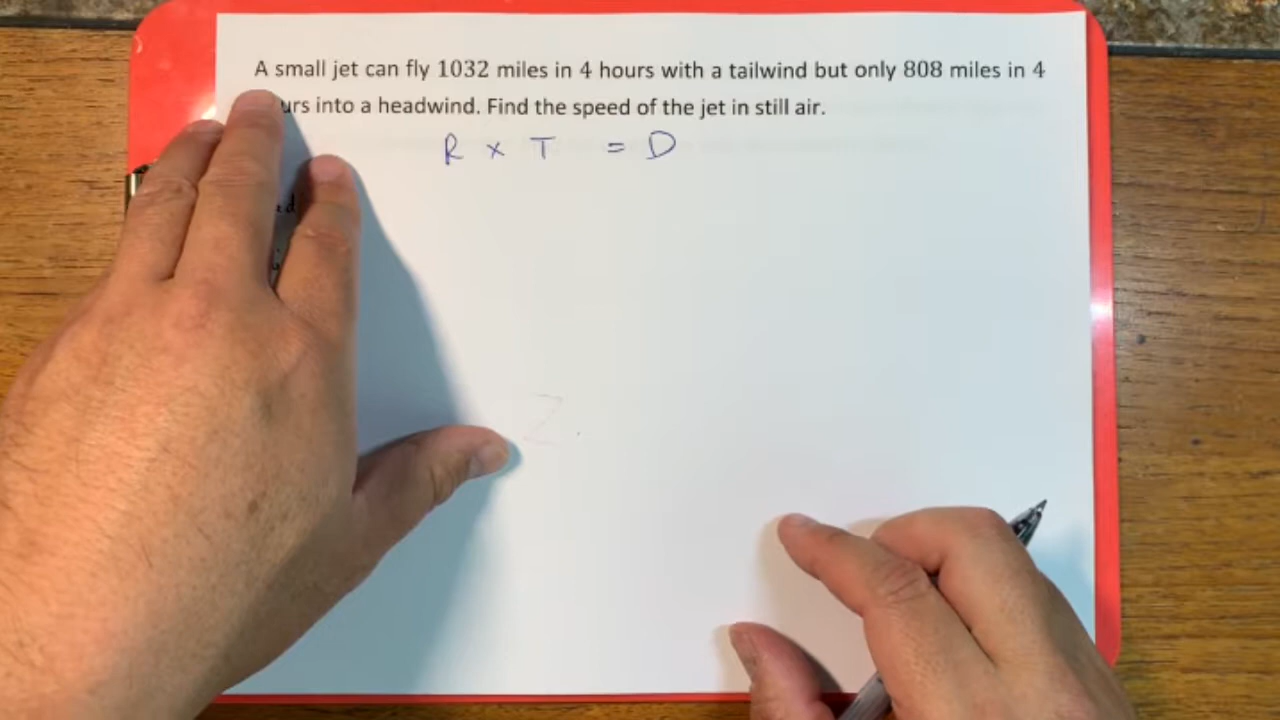 A small jet can fly 1032 miles in 4 hours with a tailwind but only 808 miles in 4
into a headwind. Find the speed of the jet in still air.
R × T = D